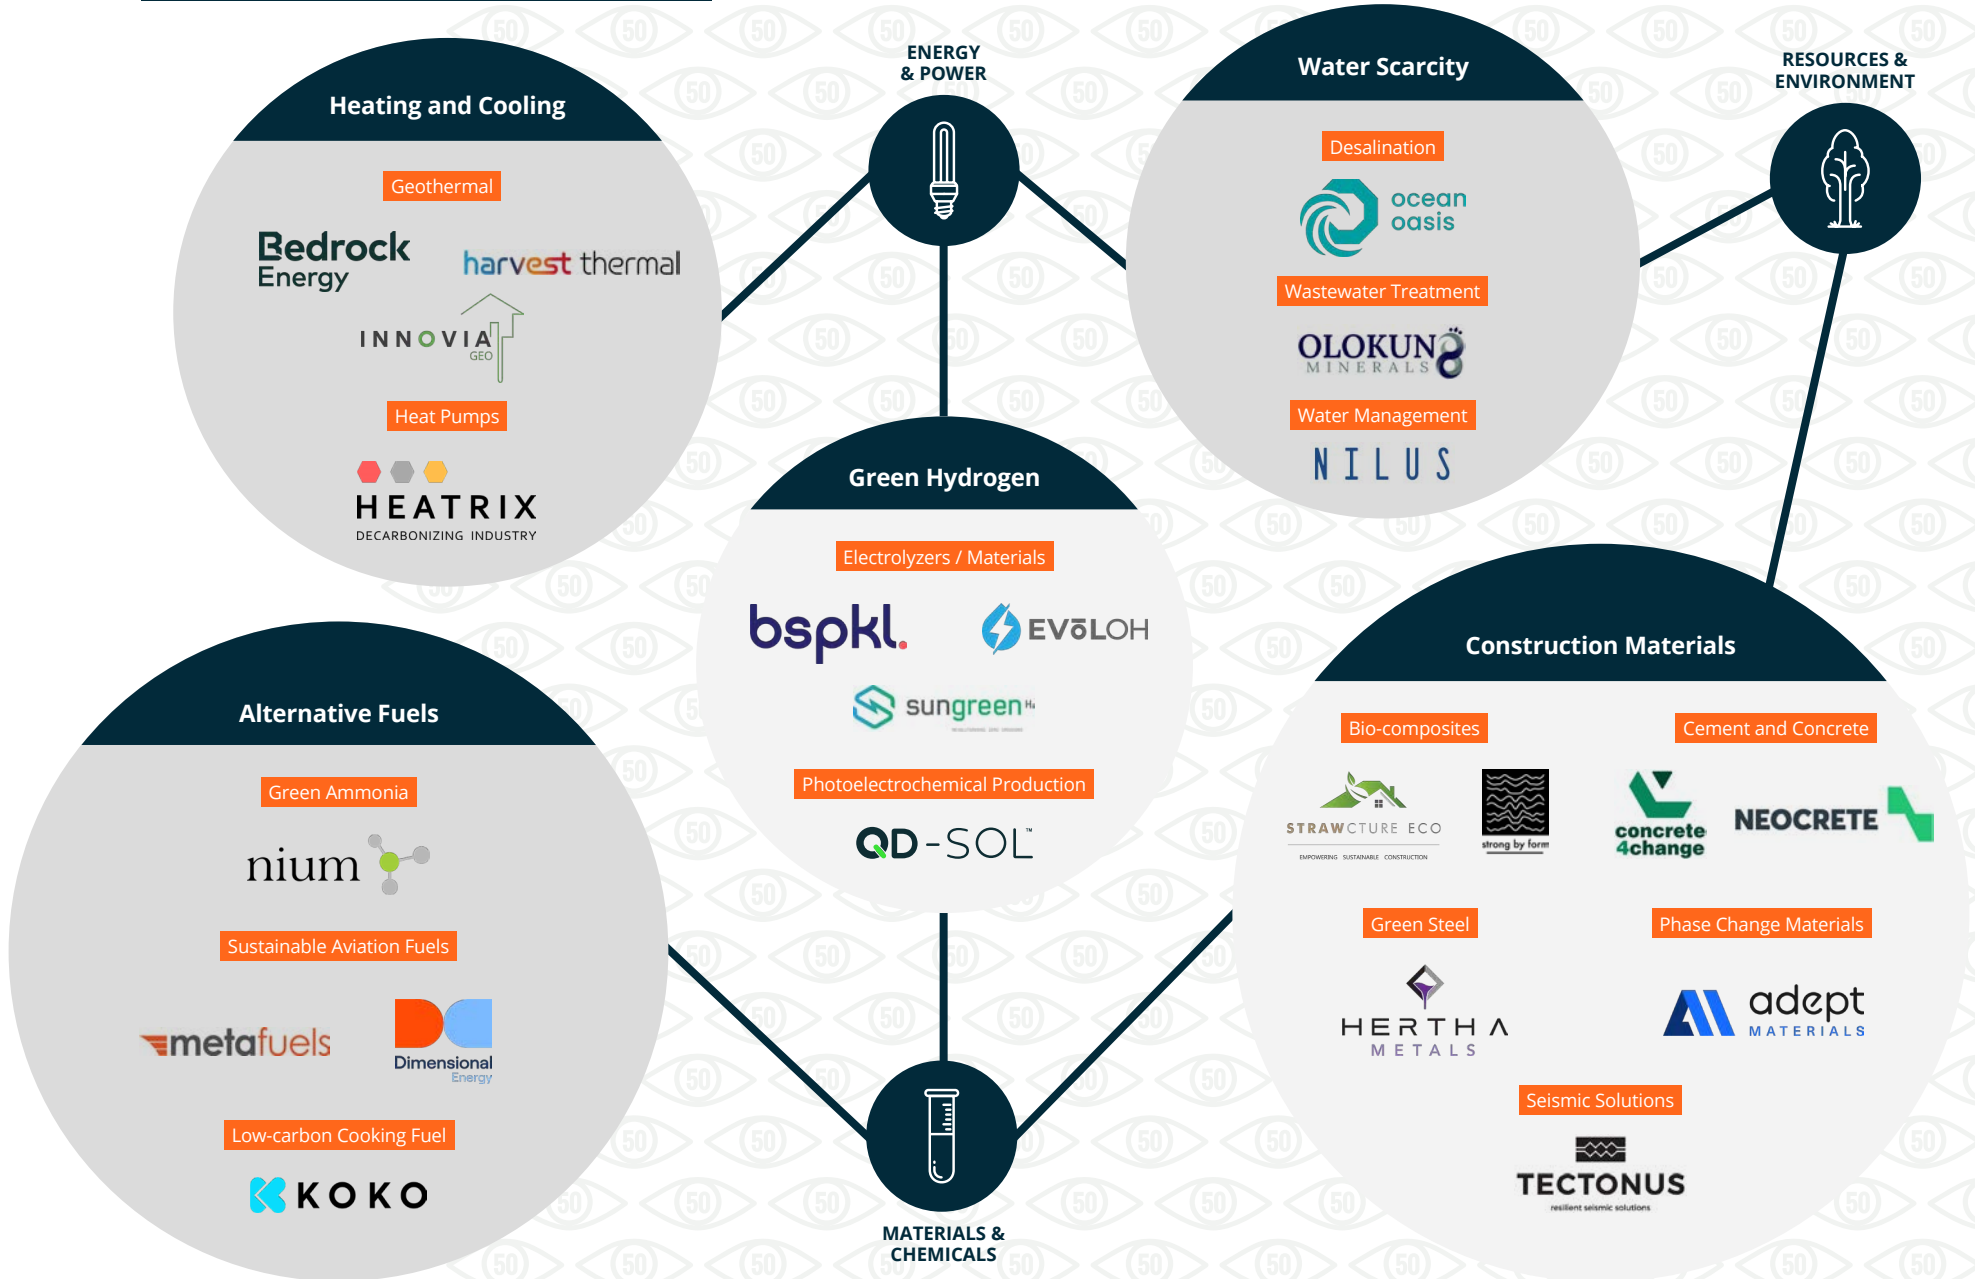 ENERGY
& POWER
RESOURCES &
ENVIRONMENT
Heating and Cooling
Geothermal
Bedrock
Energy
harvest thermal
INNOVIA
GEO
Heat Pumps
HEATRIX
DECARBONIZING INDUSTRY
Water Scarcity
Desalination
ocean
oasis
Wastewater Treatment
OLOKUN
MINERALS
Water Management
NILUS
Green Hydrogen
Electrolyzers / Materials
bspkl.
EVōLOH
sungreen H₂
Photoelectrochemical Production
QD-SOL™
Alternative Fuels
Green Ammonia
nium
Sustainable Aviation Fuels
metafuels
Dimensional
Energy
Low-carbon Cooking Fuel
KOKO
Construction Materials
Bio-composites
STRAWCTURE ECO
EMPOWERING SUSTAINABLE CONSTRUCTION
strong by form
Cement and Concrete
concrete
4change
NEOCRETE
Green Steel
HERTHA
METALS
Phase Change Materials
adept
MATERIALS
Seismic Solutions
TECTONUS
resilient seismic solutions
MATERIALS &
CHEMICALS
50